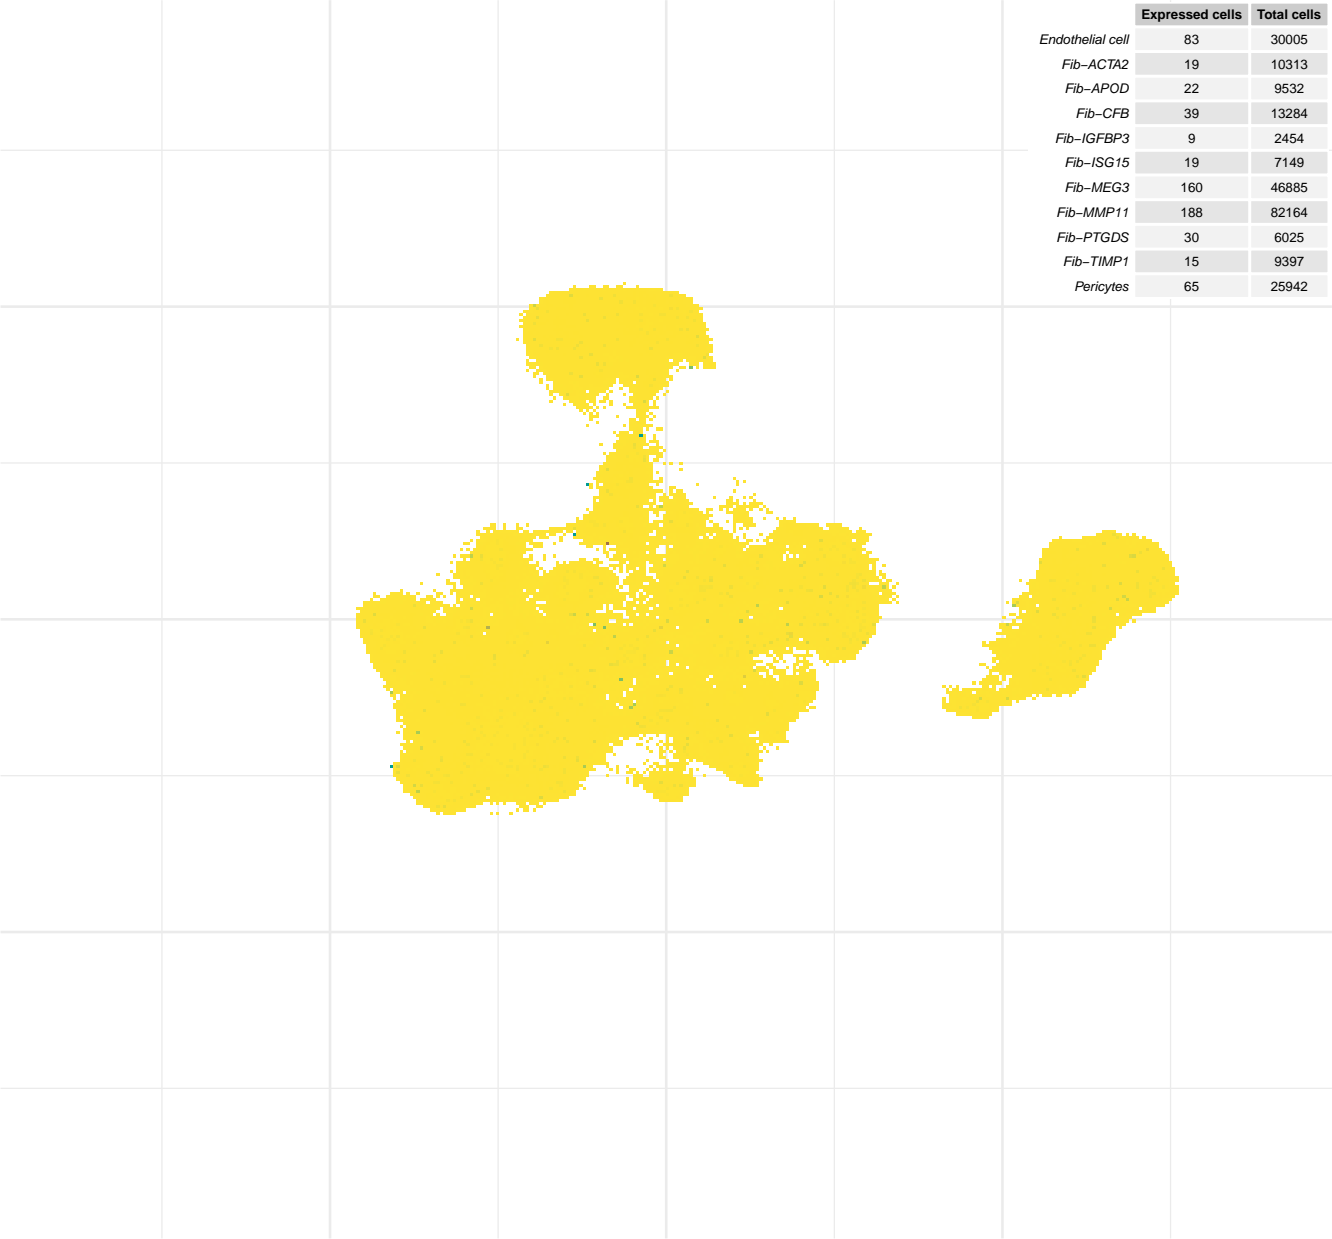 Expressed cells Total cells
Endothelial cell 83 30005
Fib−ACTA2 19 10313
Fib−APOD 22 9532
Fib−CFB 39 13284
Fib−IGFBP3 9 2454
Fib−ISG15 19 7149
Fib−MEG3 160 46885
Fib−MMP11 188 82164
Fib−PTGDS 30 6025
Fib−TIMP1 15 9397
Pericytes 65 25942